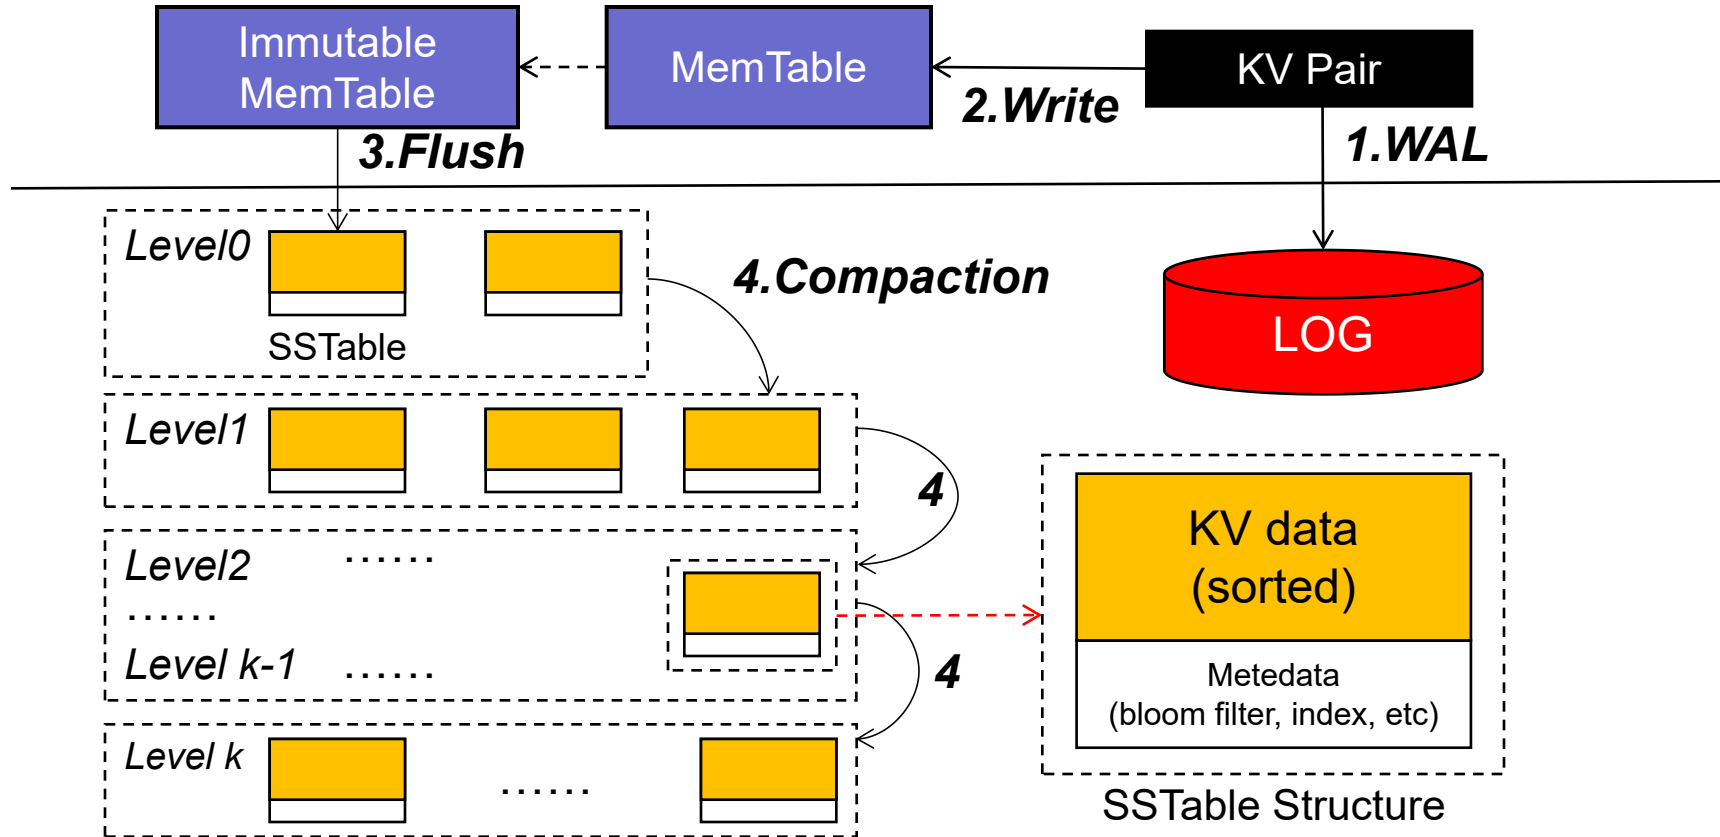 Immutable
MemTable
MemTable
KV Pair
2.Write
1.WAL
3.Flush
Level0
4.Compaction
SSTable
LOG
Level1
4
Level2
......
......
Level k-1
......
4
KV data
(sorted)
Metedata
(bloom filter, index, etc)
Level k
......
SSTable Structure